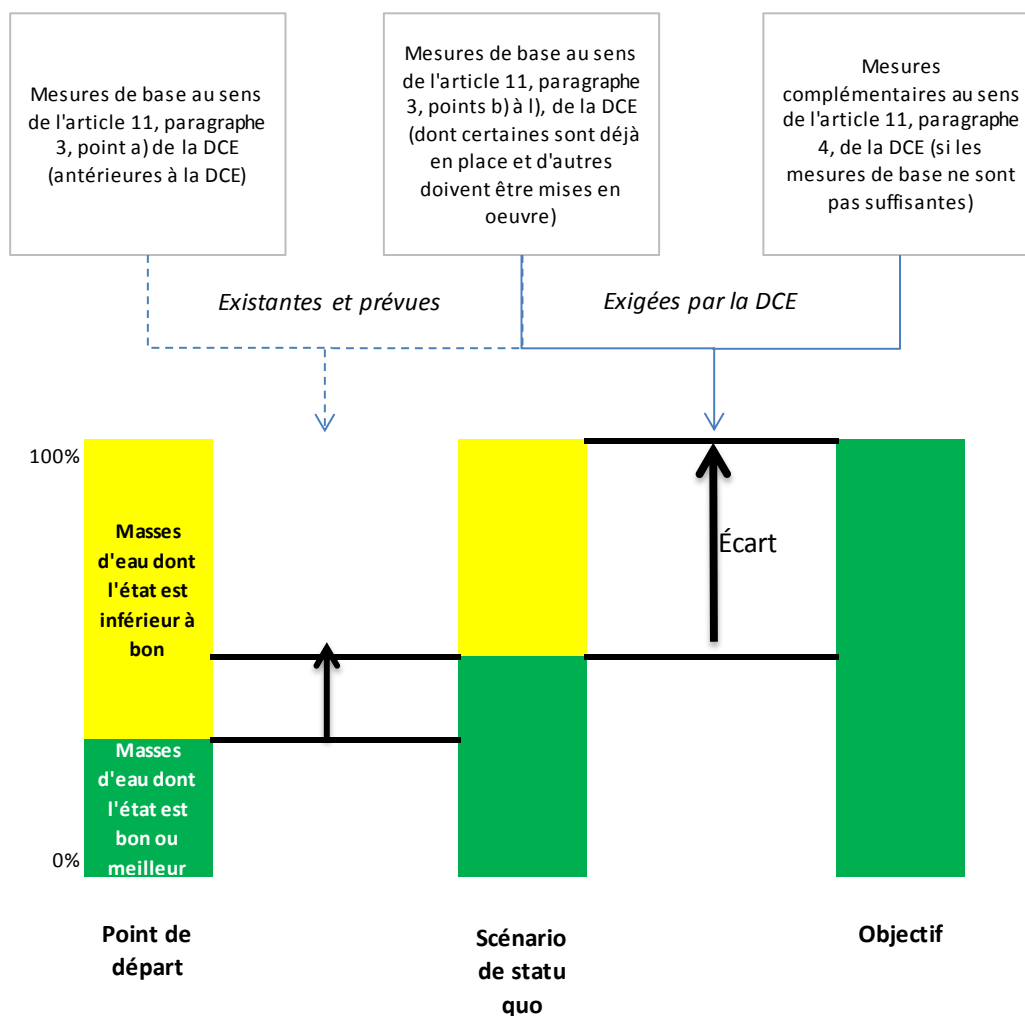 Mesures de base au sens
de l'article 11, paragraphe
3, point a) de la DCE
(antérieures à la DCE)
Mesures de base au sens
de l'article 11, paragraphe
3, points b) à l), de la DCE
(dont certaines sont déjà
en place et d'autres
doivent être mises en
oeuvre)
Mesures
complémentaires au sens
de l'article 11, paragraphe
4, de la DCE (si les
mesures de base ne sont
pas suffisantes)
Existantes et prévues
Exigées par la DCE
100%
Masses
d'eau dont
l'état est
inférieur à
bon
Écart
Masses
d'eau dont
l'état est
bon ou
meilleur
0%
Point de
départ
Scénario
de statu
quo
Objectif